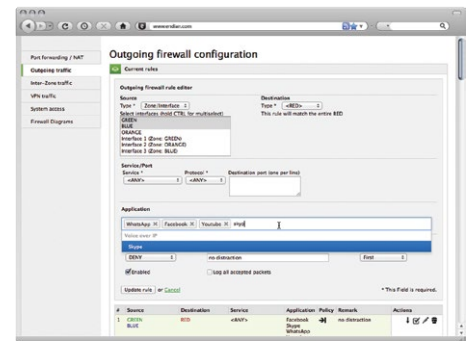 www.endian.com
Port forwarding / NAT
Outgoing traffic
Inter-Zone traffic
VPN traffic
System access
Firewall Diagrams
Outgoing firewall configuration
Current rules
Outgoing firewall rule editor
Source
Type * Zone/Interface
Select interfaces (hold CTRL for multiselect)
GREEN
BLUE
ORANGE
Interface 1 (Zone: GREEN)
Interface 2 (Zone: ORANGE)
Interface 3 (Zone: BLUE)
Destination
Type * <RED>
This rule will match the entire RED
Service/Port
Service * Protocol * Destination port (one per line)
<ANY> <ANY>
Application
WhatsApp Facebook Youtube skyp
Voice over IP
Skype
DENY no distraction First
Enabled Log all accepted packets
Update rule or Cancel * This Field is required.
# Source Destination Service Application Policy Remark Actions
1 GREEN RED <ANY> Facebook no distraction
BLUE Skype
WhatsApp